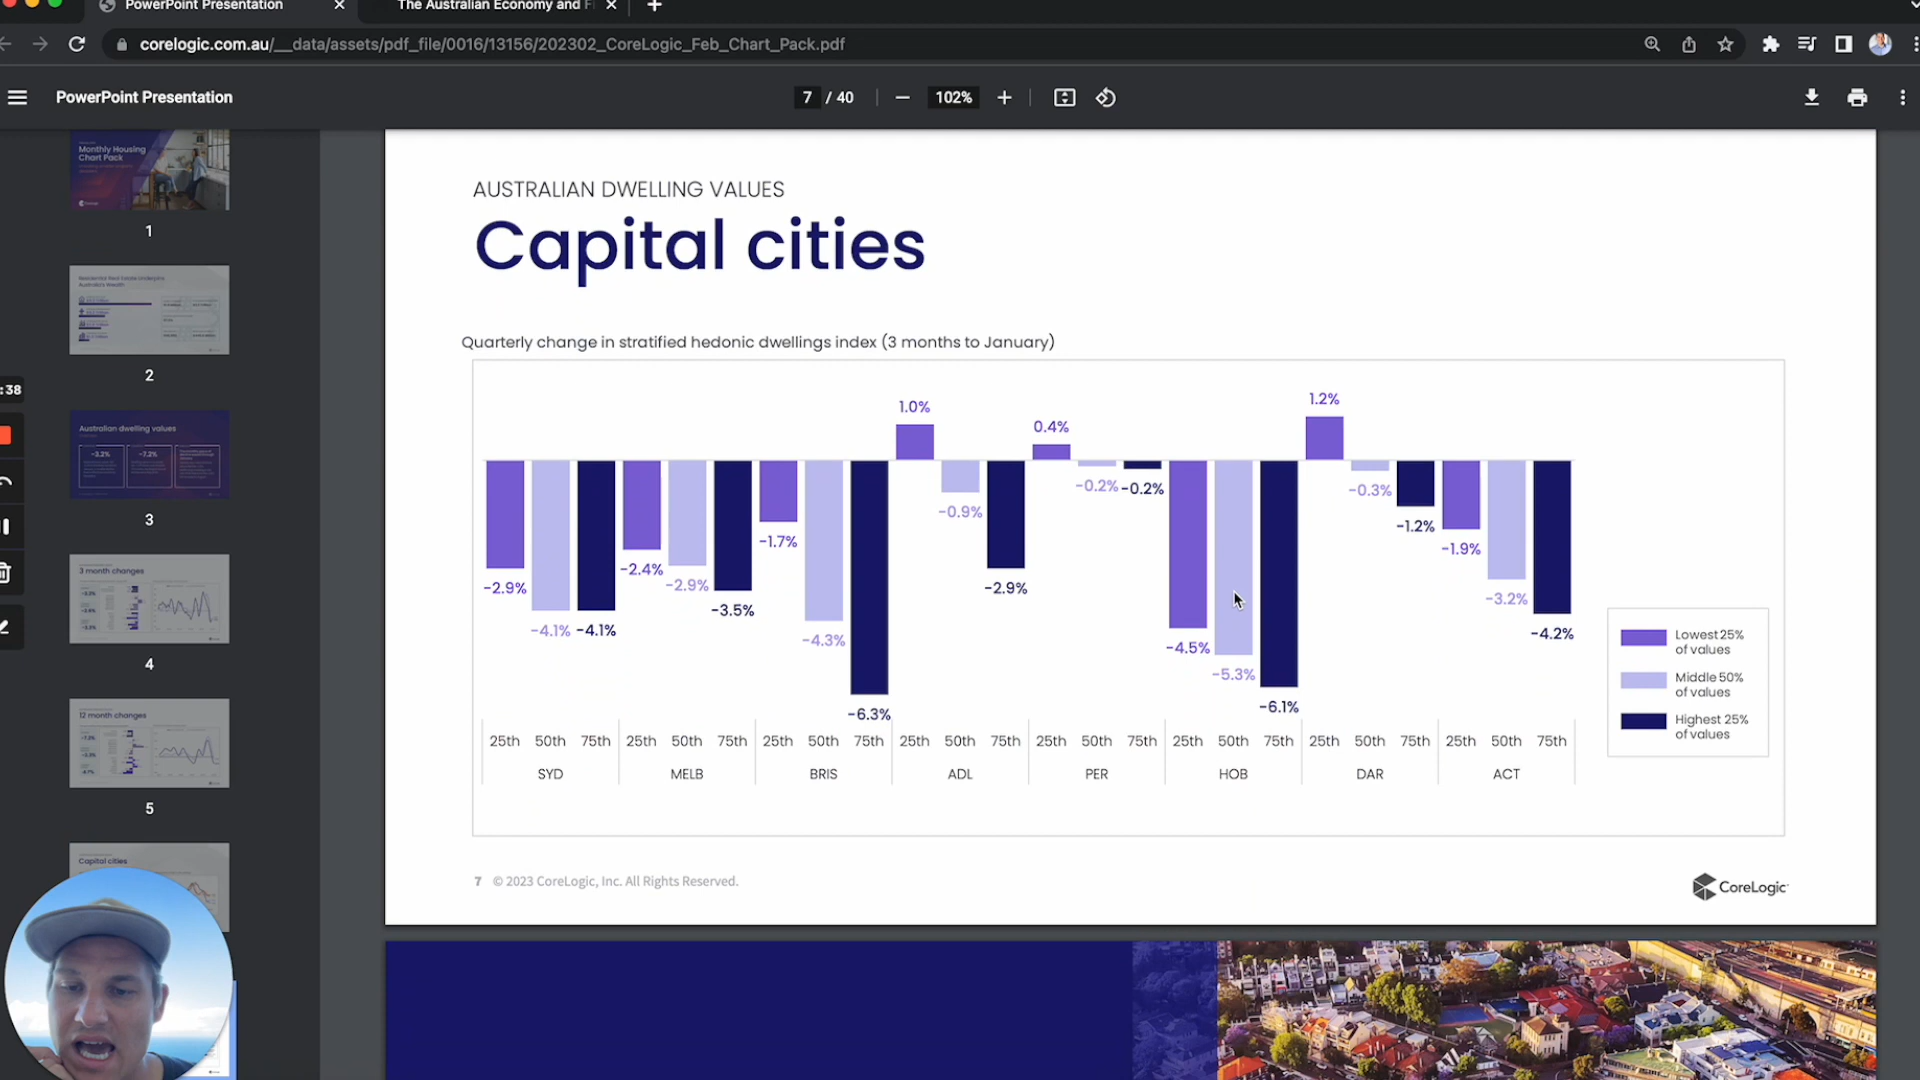 PowerPoint Presentation
The Australian Economy and F
corelogic.com.au/__data/assets/pdf_file/0016/13156/202302_CoreLogic_Feb_Chart_Pack.pdf
PowerPoint Presentation
7 / 40
102%
Monthly Housing
Chart Pack
1
2
Australian dwelling values
-3.2%
-7.2%
3
3 month changes
4
12 month changes
5
Capital cities
:38
AUSTRALIAN DWELLING VALUES
Capital cities
Quarterly change in stratified hedonic dwellings index (3 months to January)
1.0%
0.4%
1.2%
-2.9%
-4.1%
-4.1%
-2.4%
-2.9%
-3.5%
-1.7%
-4.3%
-6.3%
-0.9%
-2.9%
-0.2%
-0.2%
-4.5%
-5.3%
-6.1%
-0.3%
-1.2%
-1.9%
-3.2%
-4.2%
25th 50th 75th 25th 50th 75th 25th 50th 75th 25th 50th 75th 25th 50th 75th 25th 50th 75th 25th 50th 75th 25th 50th 75th
SYD MELB BRIS ADL PER HOB DAR ACT
Lowest 25%
of values
Middle 50%
of values
Highest 25%
of values
7 © 2023 CoreLogic, Inc. All Rights Reserved.
CoreLogic